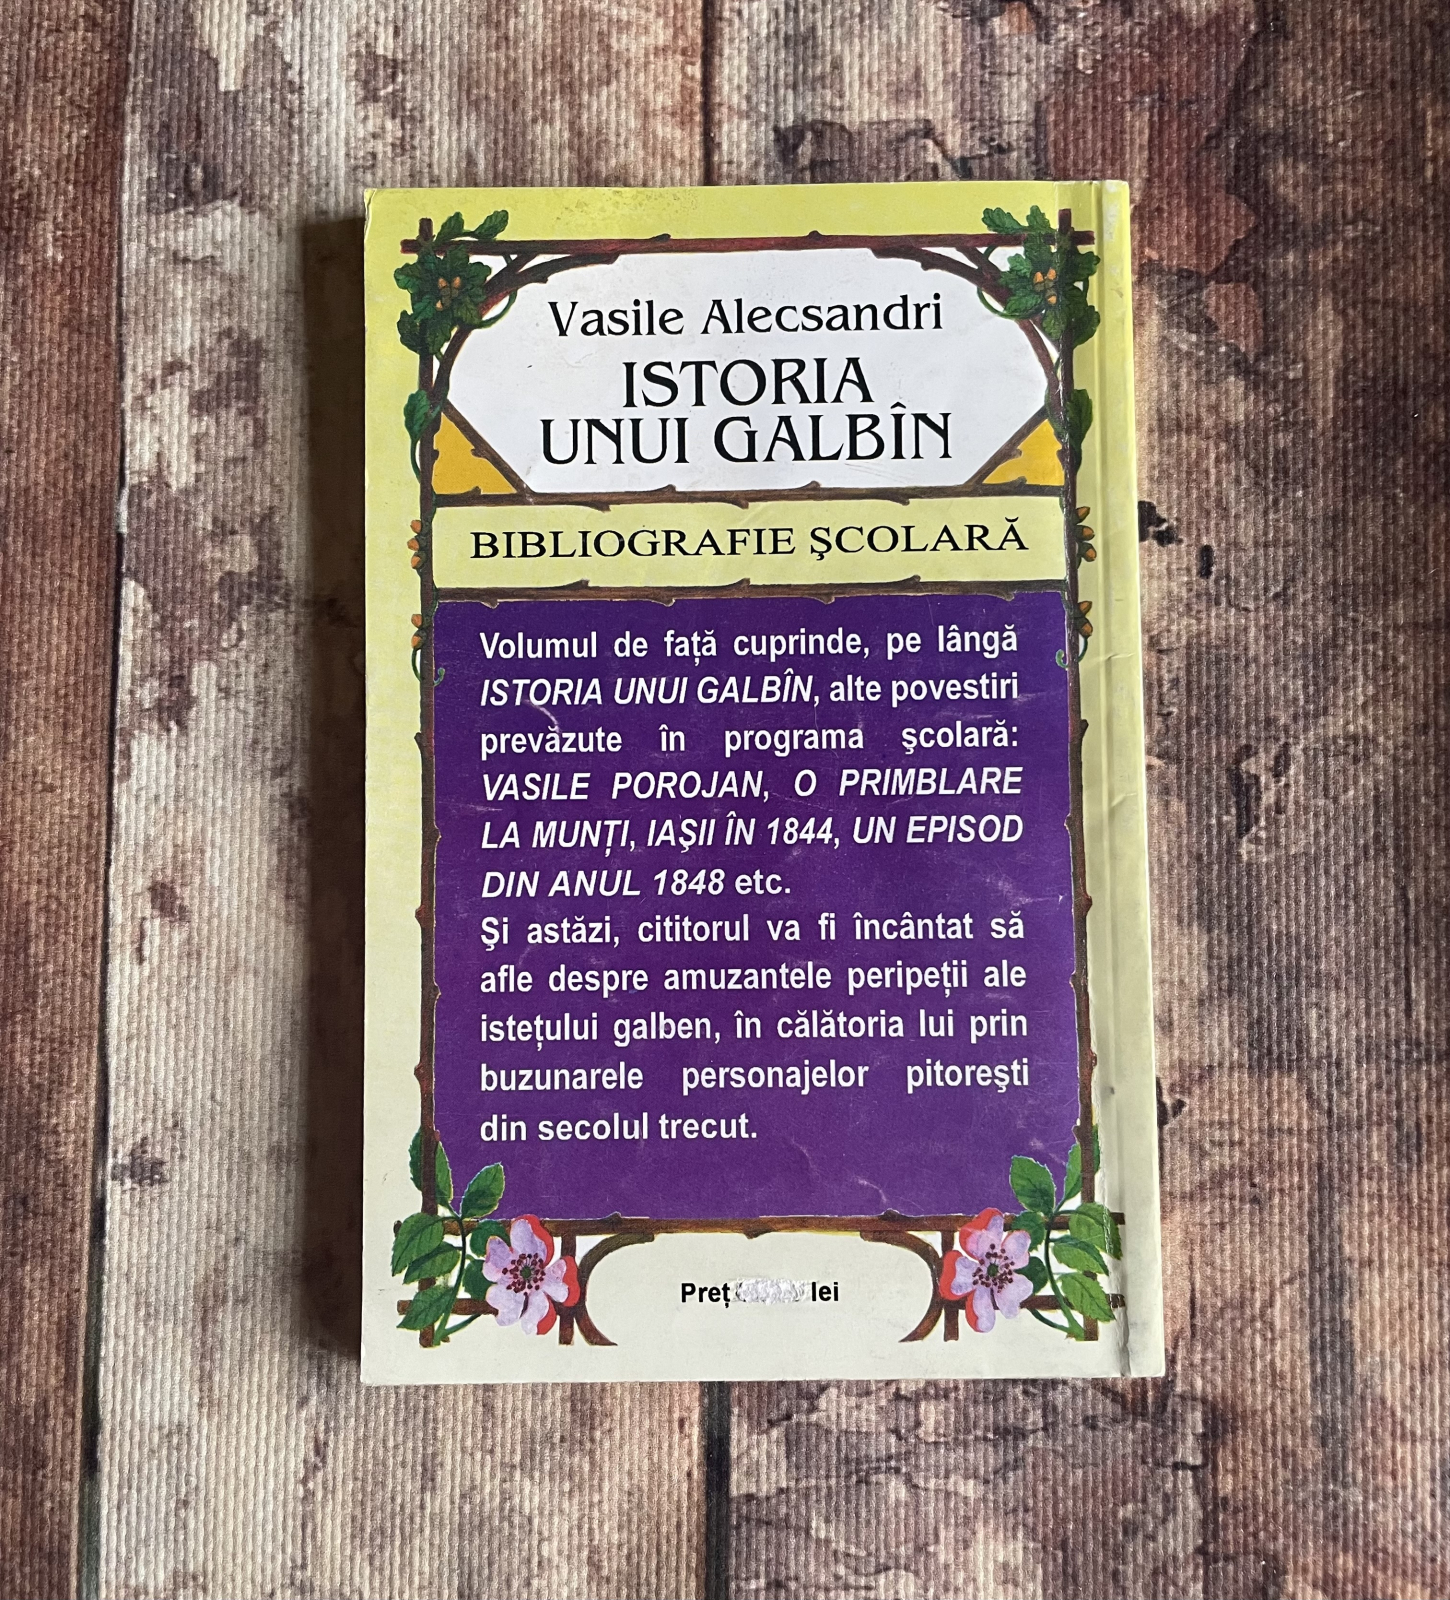 Vasile Alecsandri
ISTORIA
UNUI GALBÎN
BIBLIOGRAFIE ŞCOLARĂ
Volumul de faţă cuprinde, pe lângă
ISTORIA UNUI GALBÎN, alte povestiri
prevăzute în programa şcolară:
VASILE POROJAN, O PRIMBLARE
LA MUNŢI, IAŞII ÎN 1844, UN EPISOD
DIN ANUL 1848 etc.
Şi astăzi, cititorul va fi încântat să
afle despre amuzantele peripeţii ale
isteţului galben, în călătoria lui prin
buzunarele personajelor pitoreşti
din secolul trecut.
Preţ lei